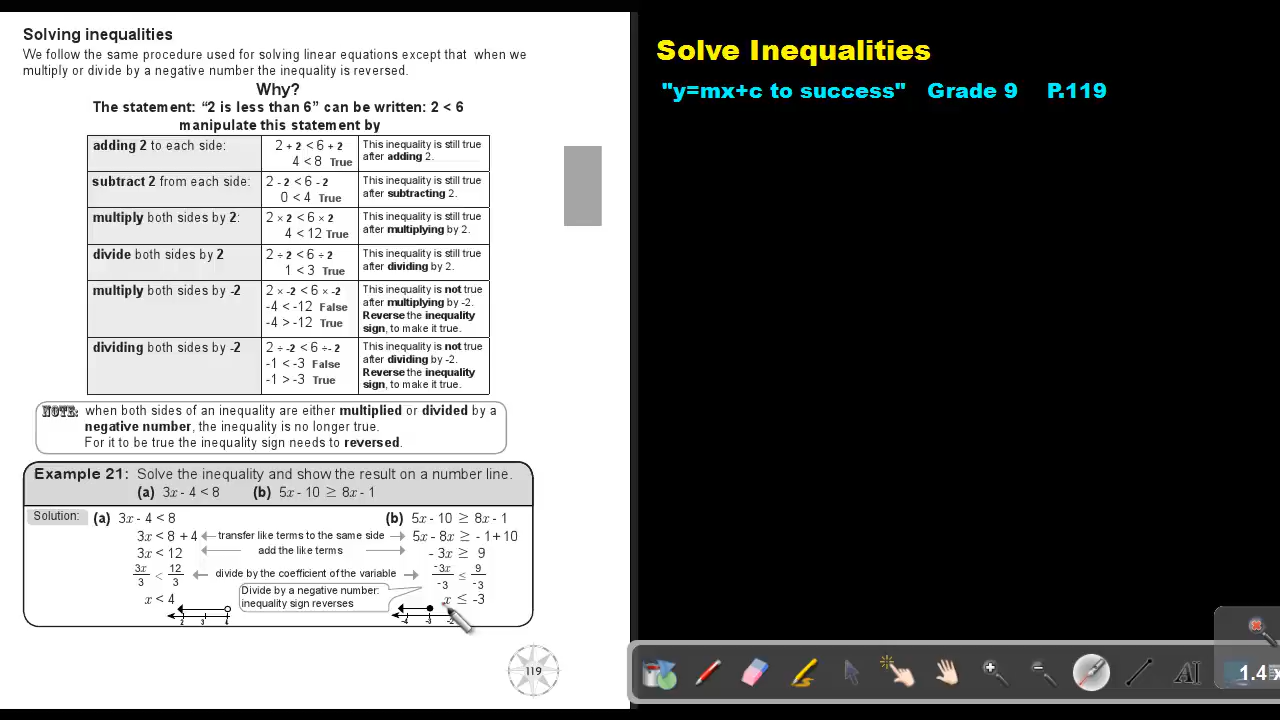 Solving inequalities
We follow the same procedure used for solving linear equations except that when we
multiply or divide by a negative number the inequality is reversed.
Why?
The statement: “2 is less than 6” can be written: 2 < 6
manipulate this statement by
adding 2 to each side:
2 + 2 < 6 + 2
4 < 8 True
This inequality is still true
after adding 2.
subtract 2 from each side:
2 - 2 < 6 - 2
0 < 4 True
This inequality is still true
after subtracting 2.
multiply both sides by 2:
2 × 2 < 6 × 2
4 < 12 True
This inequality is still true
after multiplying by 2.
divide both sides by 2
2 ÷ 2 < 6 ÷ 2
1 < 3 True
This inequality is still true
after dividing by 2.
multiply both sides by -2
2 × -2 < 6 × -2
-4 < -12 False
-4 > -12 True
This inequality is not true
after multiplying by -2.
Reverse the inequality
sign, to make it true.
dividing both sides by -2
2 ÷ -2 < 6 ÷- 2
-1 < -3 False
-1 > -3 True
This inequality is not true
after dividing by -2.
Reverse the inequality
sign, to make it true.
NOTE: when both sides of an inequality are either multiplied or divided by a
negative number, the inequality is no longer true.
For it to be true the inequality sign needs to reversed.
Example 21: Solve the inequality and show the result on a number line.
(a) 3x - 4 < 8 (b) 5x - 10 ≥ 8x - 1
Solution: (a) 3x - 4 < 8 (b) 5x - 10 ≥ 8x - 1
3x < 8 + 4 transfer like terms to the same side 5x - 8x ≥ - 1 + 10
3x < 12 add the like terms - 3x ≥ 9
3x/3 < 12/3 divide by the coefficient of the variable -3x/-3 ≤ 9/-3
Divide by a negative number:
inequality sign reverses
x < 4 x ≤ -3
2 3 4 -4 -3 -2
119
Solve Inequalities
"y=mx+c to success" Grade 9 P.119
AI
1.4 x